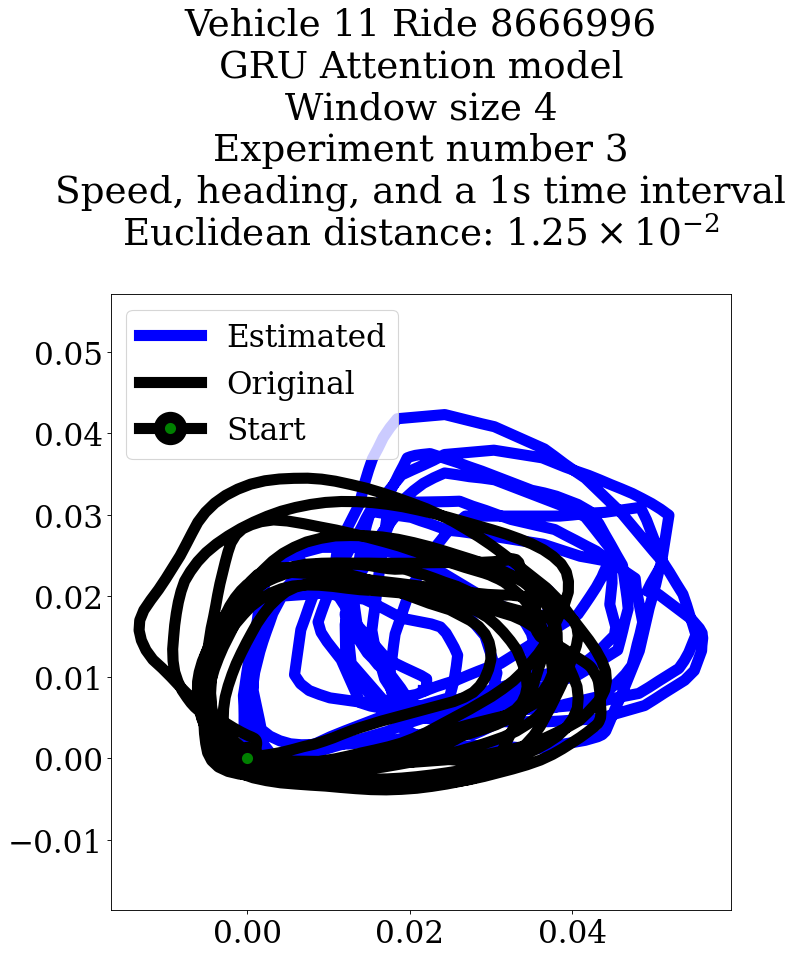 Vehicle 11 Ride 8666996
GRU Attention model
Window size 4
Experiment number 3
Speed, heading, and a 1s time interval
Euclidean distance: 1.25 × 10⁻²
Estimated
Original
Start
0.05
0.04
0.03
0.02
0.01
0.00
−0.01
0.00 0.02 0.04